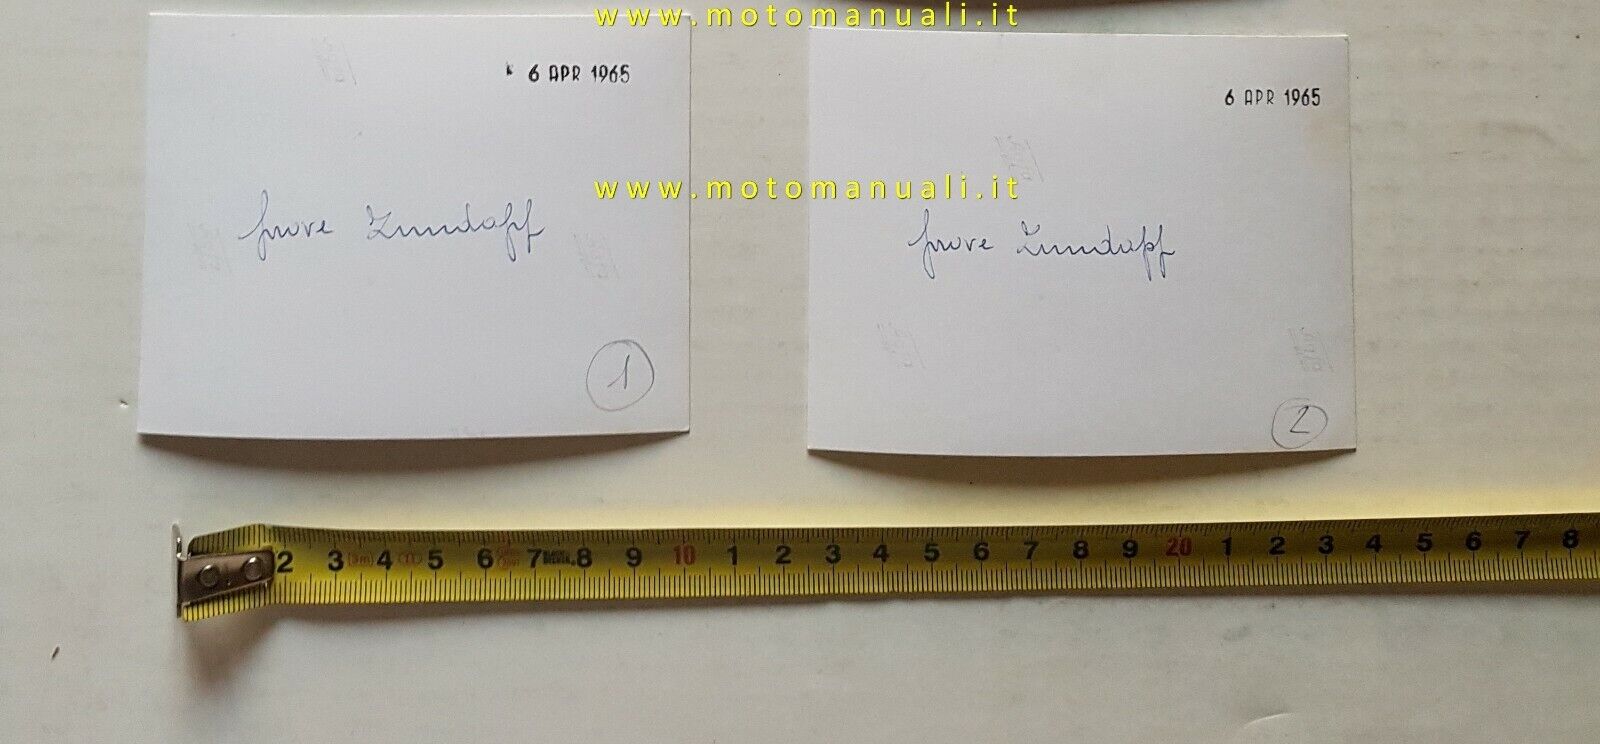 www.motomanuali.it
6 APR 1965
6 APR 1965
www.motomanuali.it
prove Zundapp
prove Zundapp
1
2
2 3 (3m) 4 5 6 7 8 9 10 1 2 3 4 5 6 7 8 9 20 1 2 3 4 5 6 7 8